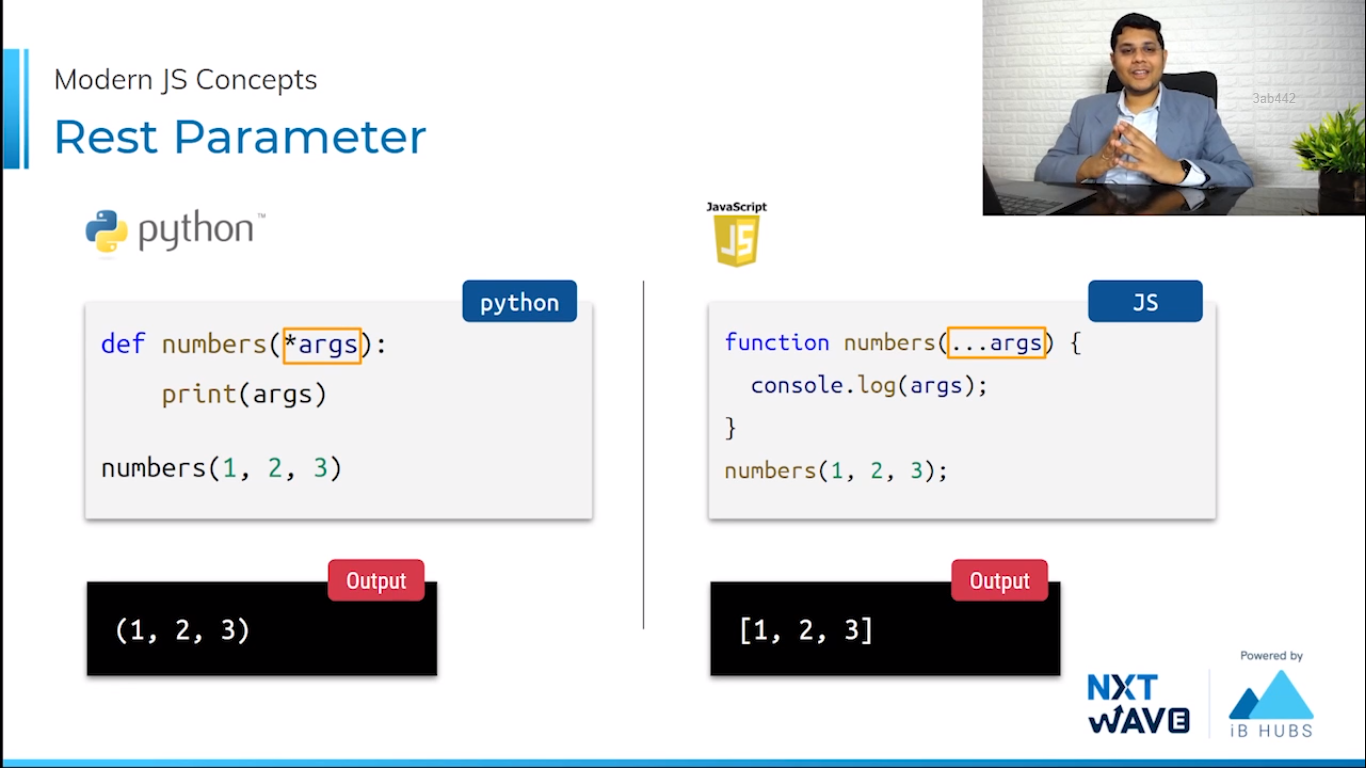 Modern JS Concepts
Rest Parameter
3ab442
python™
python
def numbers(*args):
print(args)
numbers(1, 2, 3)
Output
(1, 2, 3)
JavaScript
JS
JS
function numbers(...args) {
console.log(args);
}
numbers(1, 2, 3);
Output
[1, 2, 3]
NXT
WAVE
Powered by
iB HUBS